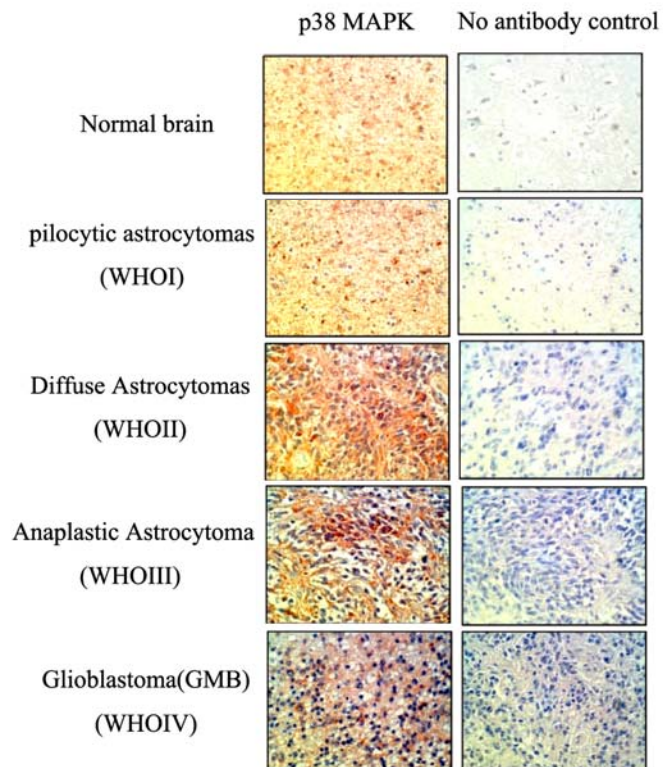 p38 MAPK No antibody control
Normal brain
pilocytic astrocytomas
(WHOI)
Diffuse Astrocytomas
(WHOII)
Anaplastic Astrocytoma
(WHOIII)
Glioblastoma(GMB)
(WHOIV)